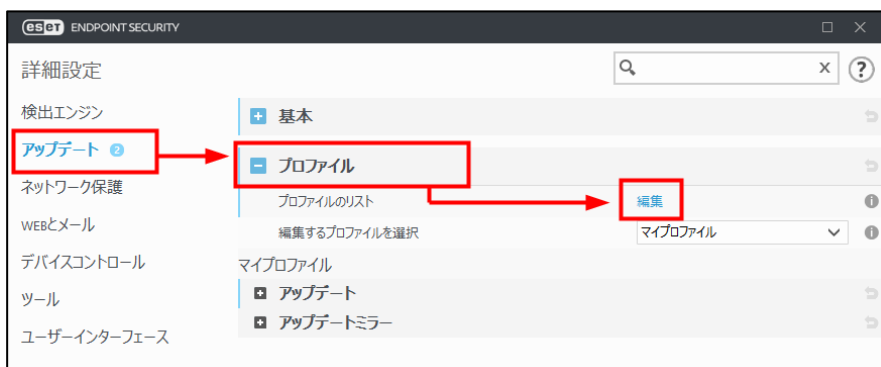 eset ENDPOINT SECURITY
詳細設定
x ?
検出エンジン
基本
アップデート 2
プロファイル
ネットワーク保護
プロファイルのリスト 編集
WEBとメール
編集するプロファイルを選択 マイプロファイル
デバイスコントロール
マイプロファイル
アップデート
ツール
アップデートミラー
ユーザーインターフェース